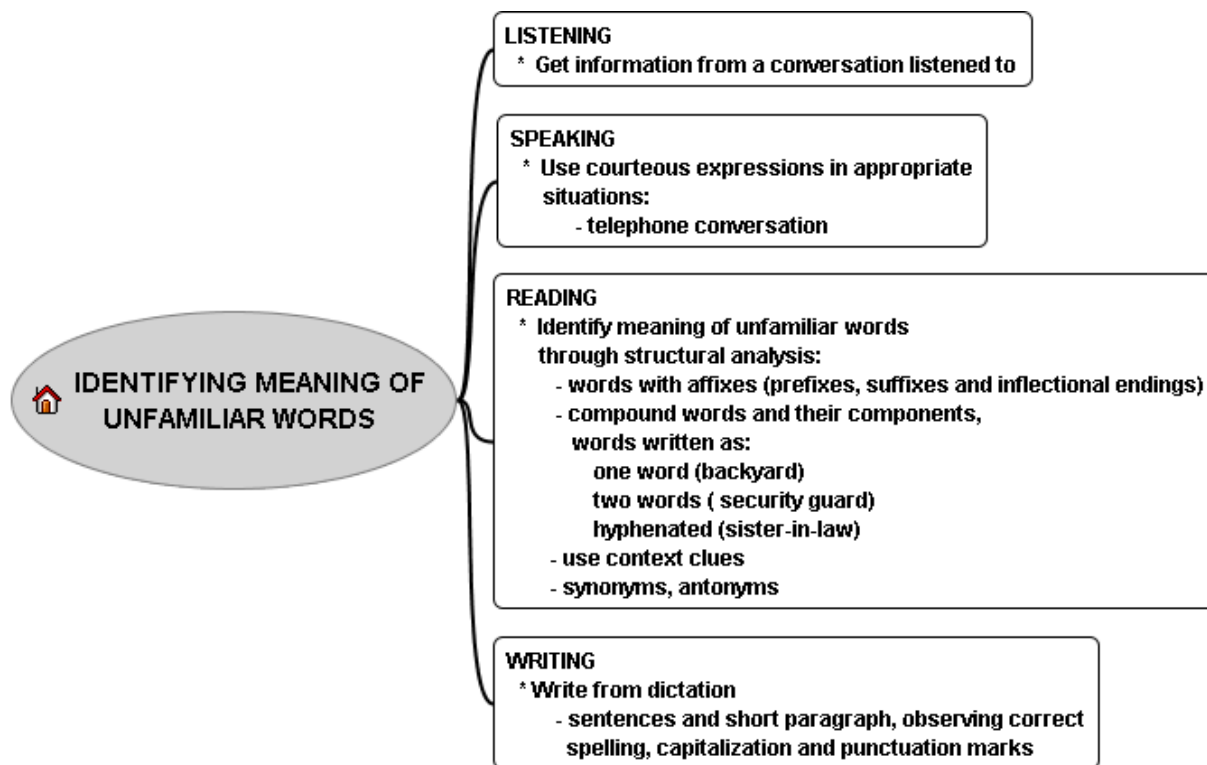 LISTENING
* Get information from a conversation listened to
SPEAKING
* Use courteous expressions in appropriate
situations:
- telephone conversation
IDENTIFYING MEANING OF
UNFAMILIAR WORDS
READING
* Identify meaning of unfamiliar words
through structural analysis:
- words with affixes (prefixes, suffixes and inflectional endings)
- compound words and their components,
words written as:
one word (backyard)
two words ( security guard)
hyphenated (sister-in-law)
- use context clues
- synonyms, antonyms
WRITING
* Write from dictation
- sentences and short paragraph, observing correct
spelling, capitalization and punctuation marks